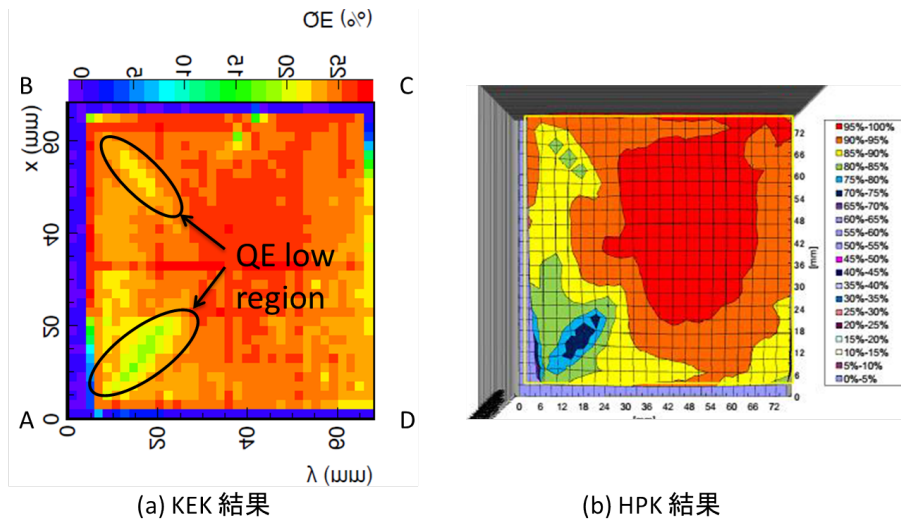 QE (%)
B
0 5 10 15 20 25
C
x (mm)
60
40
20
0
QE low
region
A
D
0 20 40 60
y (mm)
(a) KEK 結果
72
66
60
54
48
42
36
30
24
18
12
6
0
[mm]
0 6 12 18 24 30 36 42 48 54 60 66 72
[mm]
95%-100%
90%-95%
85%-90%
80%-85%
75%-80%
70%-75%
65%-70%
60%-65%
55%-60%
50%-55%
45%-50%
40%-45%
35%-40%
30%-35%
25%-30%
20%-25%
15%-20%
10%-15%
5%-10%
0%-5%
(b) HPK 結果